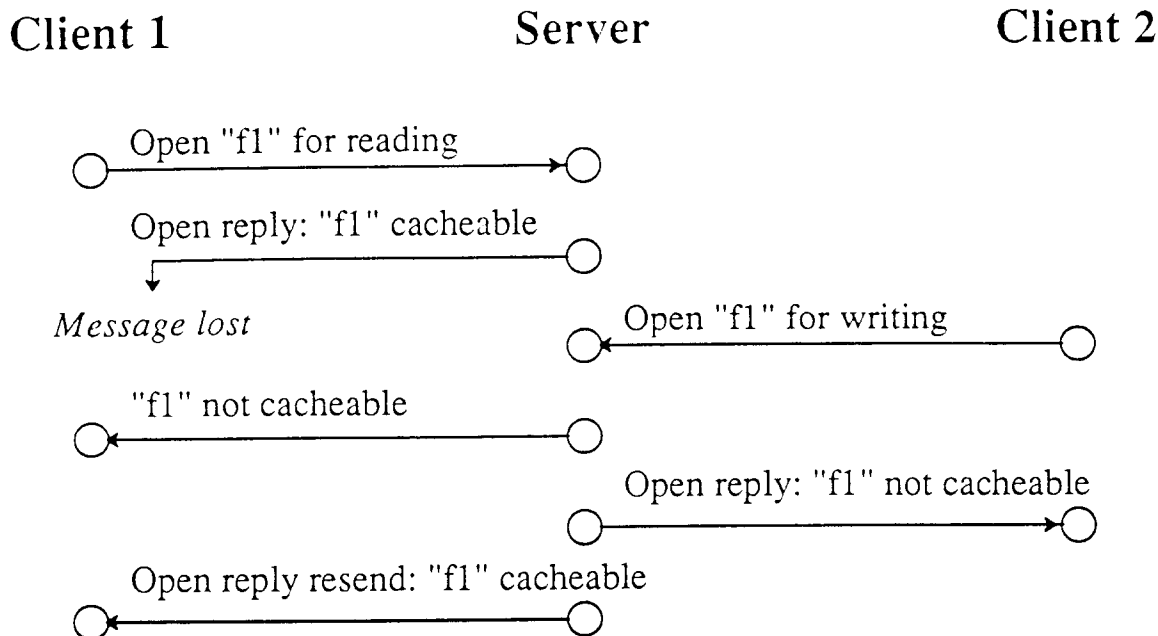 Client 1 Server Client 2
Open "f1" for reading
Open reply: "f1" cacheable
Message lost
Open "f1" for writing
"f1" not cacheable
Open reply: "f1" not cacheable
Open reply resend: "f1" cacheable